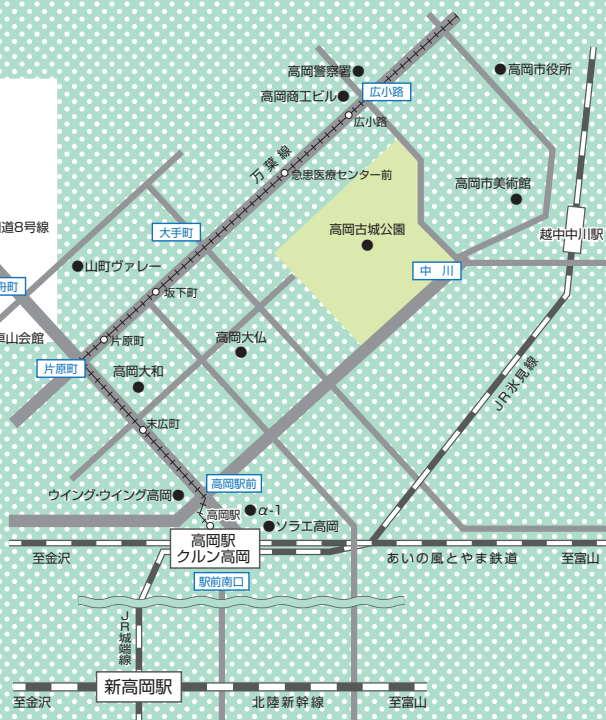 高岡警察署
高岡市役所
高岡商工ビル
広小路
広小路
万葉線
急患医療センター前
高岡市美術館
道8号線
大手町
高岡古城公園
越中中川駅
山町ヴァレー
中川
舟町
坂下町
車山会館
片原町
高岡大仏
片原町
高岡大和
JR氷見線
末広町
高岡駅前
ウイング・ウイング高岡
高岡駅
α-1
ソラエ高岡
高岡駅
クルン高岡
至金沢
あいの風とやま鉄道
至富山
駅前南口
JR城端線
新高岡駅
至金沢
北陸新幹線
至富山